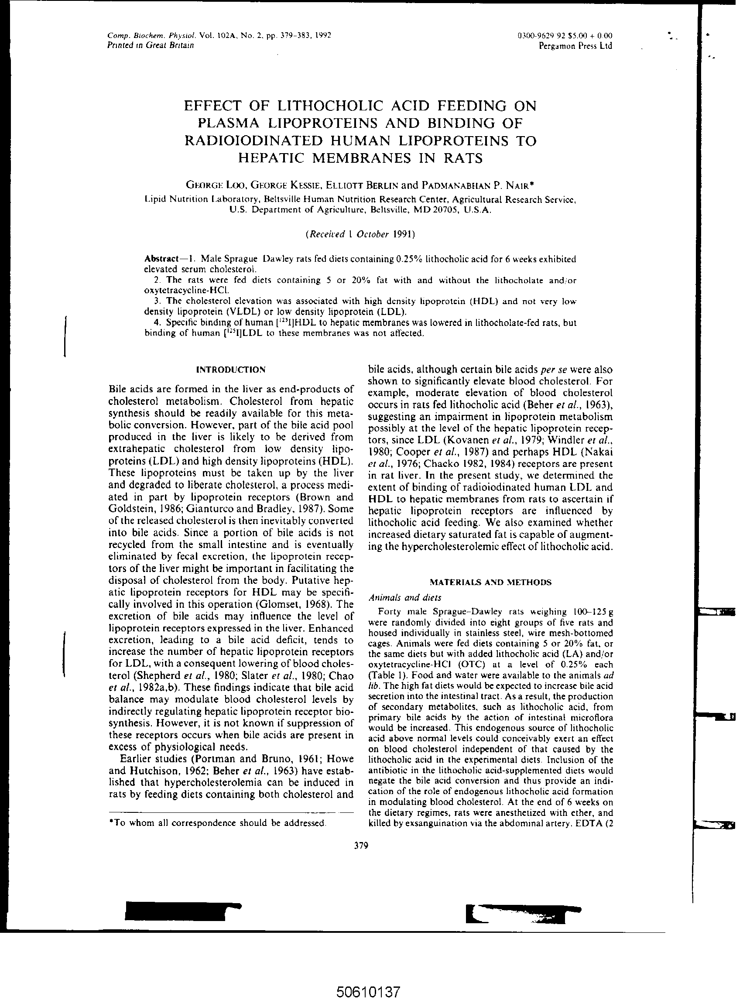 Comp. Biochem. Physiol. Vol. 102A, No. 2, pp. 379-383, 1992
Printed in Great Britain
0300-9629 92 $5.00 + 0.00
Pergamon Press Ltd
EFFECT OF LITHOCHOLIC ACID FEEDING ON
PLASMA LIPOPROTEINS AND BINDING OF
RADIOIODINATED HUMAN LIPOPROTEINS TO
HEPATIC MEMBRANES IN RATS
GEORGE LOO, GEORGE KESSIE, ELLIOTT BERLIN and PADMANABHAN P. NAIR*
Lipid Nutrition Laboratory, Beltsville Human Nutrition Research Center, Agricultural Research Service,
U.S. Department of Agriculture, Beltsville, MD 20705, U.S.A.
(Received 1 October 1991)
Abstract—1. Male Sprague Dawley rats fed diets containing 0.25% lithocholic acid for 6 weeks exhibited
elevated serum cholesterol.
2. The rats were fed diets containing 5 or 20% fat with and without the lithocholate and/or
oxytetracycline-HCl.
3. The cholesterol elevation was associated with high density lipoprotein (HDL) and not very low
density lipoprotein (VLDL) or low density lipoprotein (LDL).
4. Specific binding of human [¹²⁵I]HDL to hepatic membranes was lowered in lithocholate-fed rats, but
binding of human [¹²⁵I]LDL to these membranes was not affected.
INTRODUCTION
Bile acids are formed in the liver as end-products of
cholesterol metabolism. Cholesterol from hepatic
synthesis should be readily available for this meta-
bolic conversion. However, part of the bile acid pool
produced in the liver is likely to be derived from
extrahepatic cholesterol from low density lipo-
proteins (LDL) and high density lipoproteins (HDL).
These lipoproteins must be taken up by the liver
and degraded to liberate cholesterol, a process medi-
ated in part by lipoprotein receptors (Brown and
Goldstein, 1986; Gianturco and Bradley, 1987). Some
of the released cholesterol is then inevitably converted
into bile acids. Since a portion of bile acids is not
recycled from the small intestine and is eventually
eliminated by fecal excretion, the lipoprotein recep-
tors of the liver might be important in facilitating the
disposal of cholesterol from the body. Putative hep-
atic lipoprotein receptors for HDL may be specifi-
cally involved in this operation (Glomset, 1968). The
excretion of bile acids may influence the level of
lipoprotein receptors expressed in the liver. Enhanced
excretion, leading to a bile acid deficit, tends to
increase the number of hepatic lipoprotein receptors
for LDL, with a consequent lowering of blood choles-
terol (Shepherd et al., 1980; Slater et al., 1980; Chao
et al., 1982a,b). These findings indicate that bile acid
balance may modulate blood cholesterol levels by
indirectly regulating hepatic lipoprotein receptor bio-
synthesis. However, it is not known if suppression of
these receptors occurs when bile acids are present in
excess of physiological needs.
Earlier studies (Portman and Bruno, 1961; Howe
and Hutchison, 1962; Beher et al., 1963) have estab-
lished that hypercholesterolemia can be induced in
rats by feeding diets containing both cholesterol and
*To whom all correspondence should be addressed.
bile acids, although certain bile acids per se were also
shown to significantly elevate blood cholesterol. For
example, moderate elevation of blood cholesterol
occurs in rats fed lithocholic acid (Beher et al., 1963),
suggesting an impairment in lipoprotein metabolism
possibly at the level of the hepatic lipoprotein recep-
tors, since LDL (Kovanen et al., 1979; Windler et al.,
1980; Cooper et al., 1987) and perhaps HDL (Nakai
et al., 1976; Chacko 1982, 1984) receptors are present
in rat liver. In the present study, we determined the
extent of binding of radioiodinated human LDL and
HDL to hepatic membranes from rats to ascertain if
hepatic lipoprotein receptors are influenced by
lithocholic acid feeding. We also examined whether
increased dietary saturated fat is capable of augment-
ing the hypercholesterolemic effect of lithocholic acid.
MATERIALS AND METHODS
Animals and diets
Forty male Sprague-Dawley rats weighing 100-125 g
were randomly divided into eight groups of five rats and
housed individually in stainless steel, wire mesh-bottomed
cages. Animals were fed diets containing 5 or 20% fat, or
the same diets but with added lithocholic acid (LA) and/or
oxytetracycline-HCl (OTC) at a level of 0.25% each
(Table 1). Food and water were available to the animals ad
lib. The high fat diets would be expected to increase bile acid
secretion into the intestinal tract. As a result, the production
of secondary metabolites, such as lithocholic acid, from
primary bile acids by the action of intestinal microflora
would be increased. This endogenous source of lithocholic
acid above normal levels could conceivably exert an effect
on blood cholesterol independent of that caused by the
lithocholic acid in the experimental diets. Inclusion of the
antibiotic in the lithocholic acid-supplemented diets would
negate the bile acid conversion and thus provide an indi-
cation of the role of endogenous lithocholic acid formation
in modulating blood cholesterol. At the end of 6 weeks on
the dietary regimes, rats were anesthetized with ether, and
killed by exsanguination via the abdominal artery. EDTA (2
379
50610137